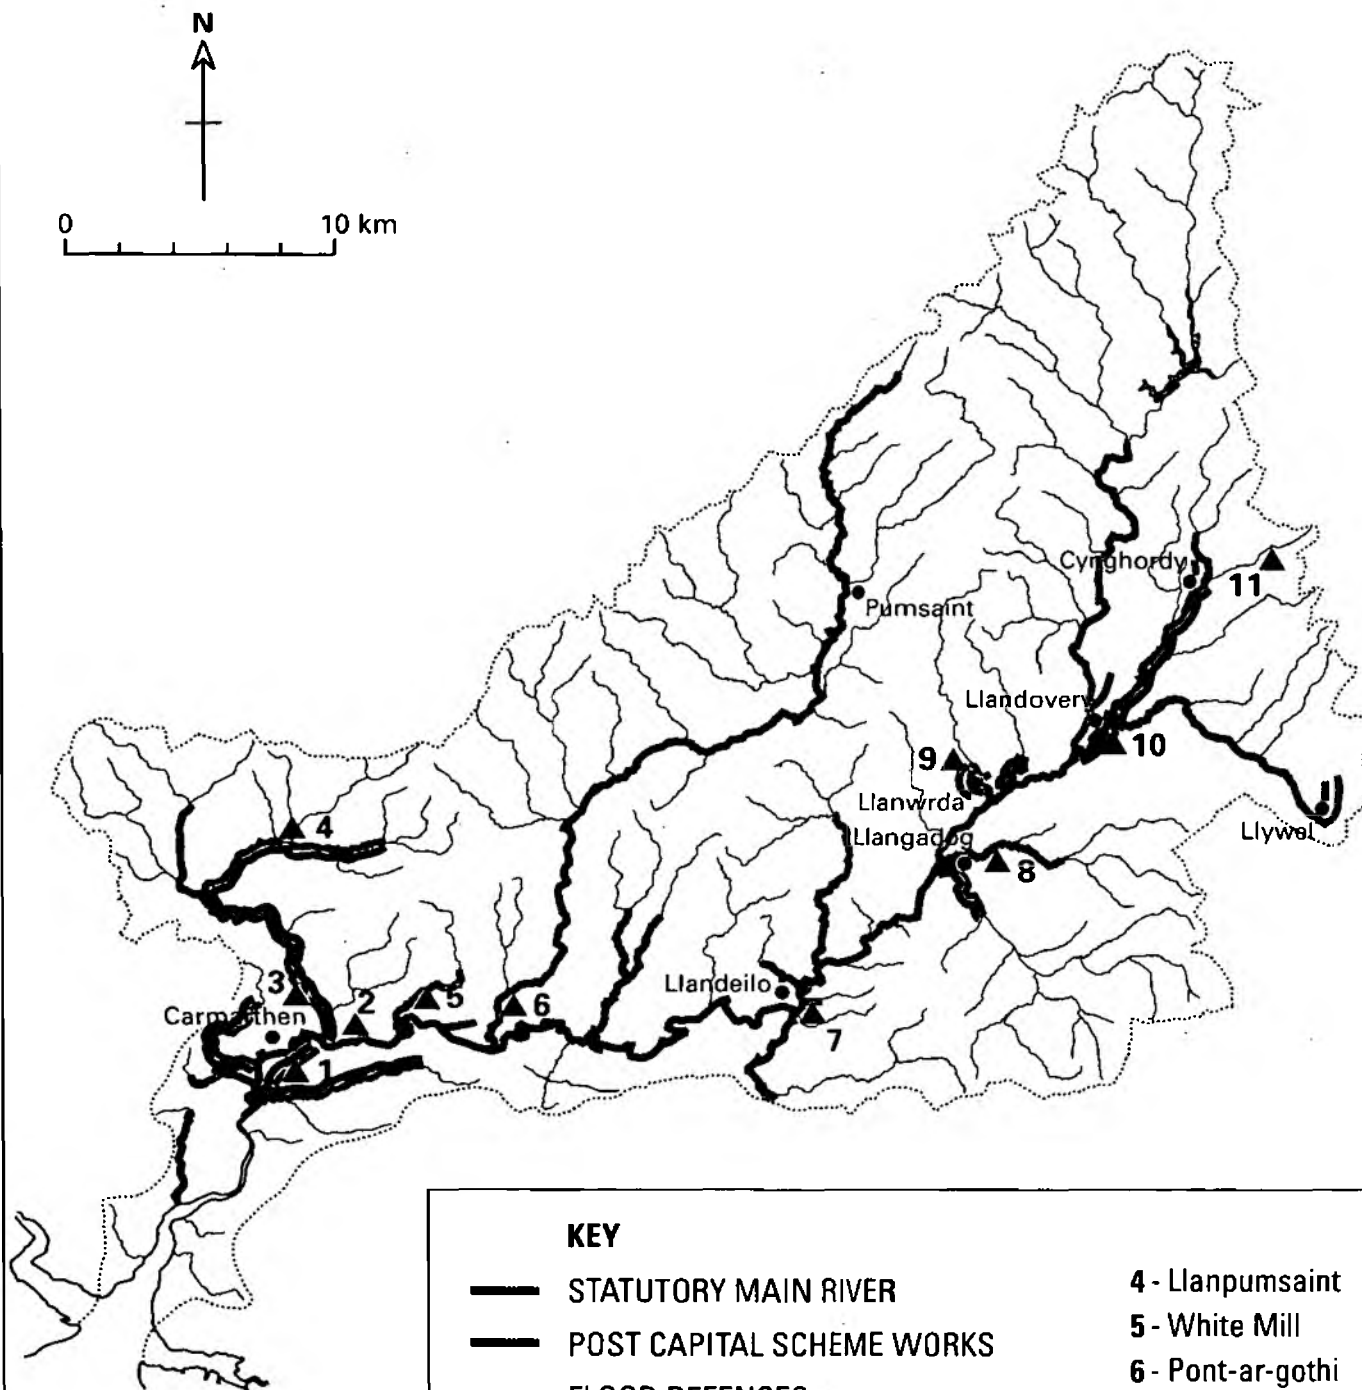 N
0 10 km
Cynghordy
11
Pumsaint
Llandovery
10
9
Llanwrda
Llangadog
Llywel
8
4
3
2
5
6
Carmarthen
Llandeilo
7
1
KEY
STATUTORY MAIN RIVER
POST CAPITAL SCHEME WORKS
FLOOD DEFENCES
4 - Llanpumsaint
5 - White Mill
6 - Pont-ar-gothi